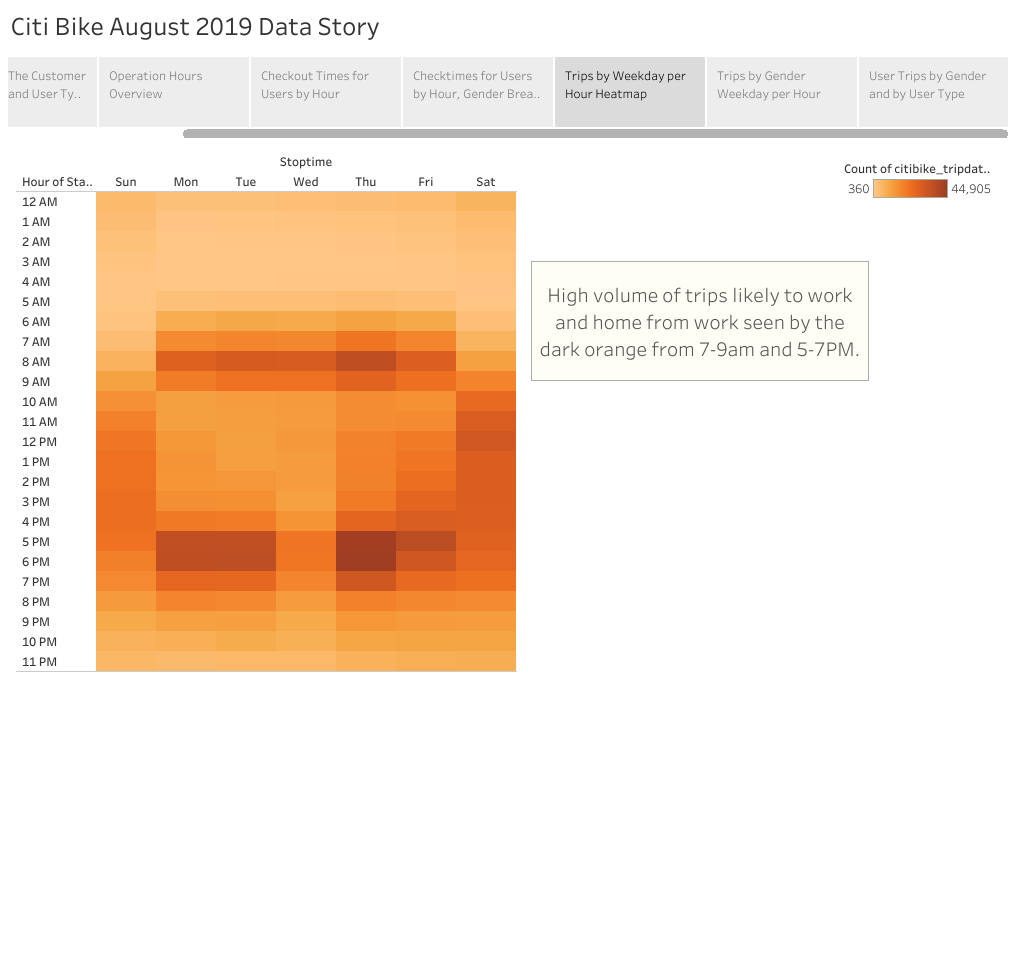 Citi Bike August 2019 Data Story
The Customer
and User Ty..
Operation Hours
Overview
Checkout Times for
Users by Hour
Checktimes for Users
by Hour, Gender Brea..
Trips by Weekday per
Hour Heatmap
Trips by Gender
Weekday per Hour
User Trips by Gender
and by User Type
Stoptime
Hour of Sta.. Sun Mon Tue Wed Thu Fri Sat
12 AM
1 AM
2 AM
3 AM
4 AM
5 AM
6 AM
7 AM
8 AM
9 AM
10 AM
11 AM
12 PM
1 PM
2 PM
3 PM
4 PM
5 PM
6 PM
7 PM
8 PM
9 PM
10 PM
11 PM
Count of citibike_tripdat..
360 44,905
High volume of trips likely to work
and home from work seen by the
dark orange from 7-9am and 5-7PM.